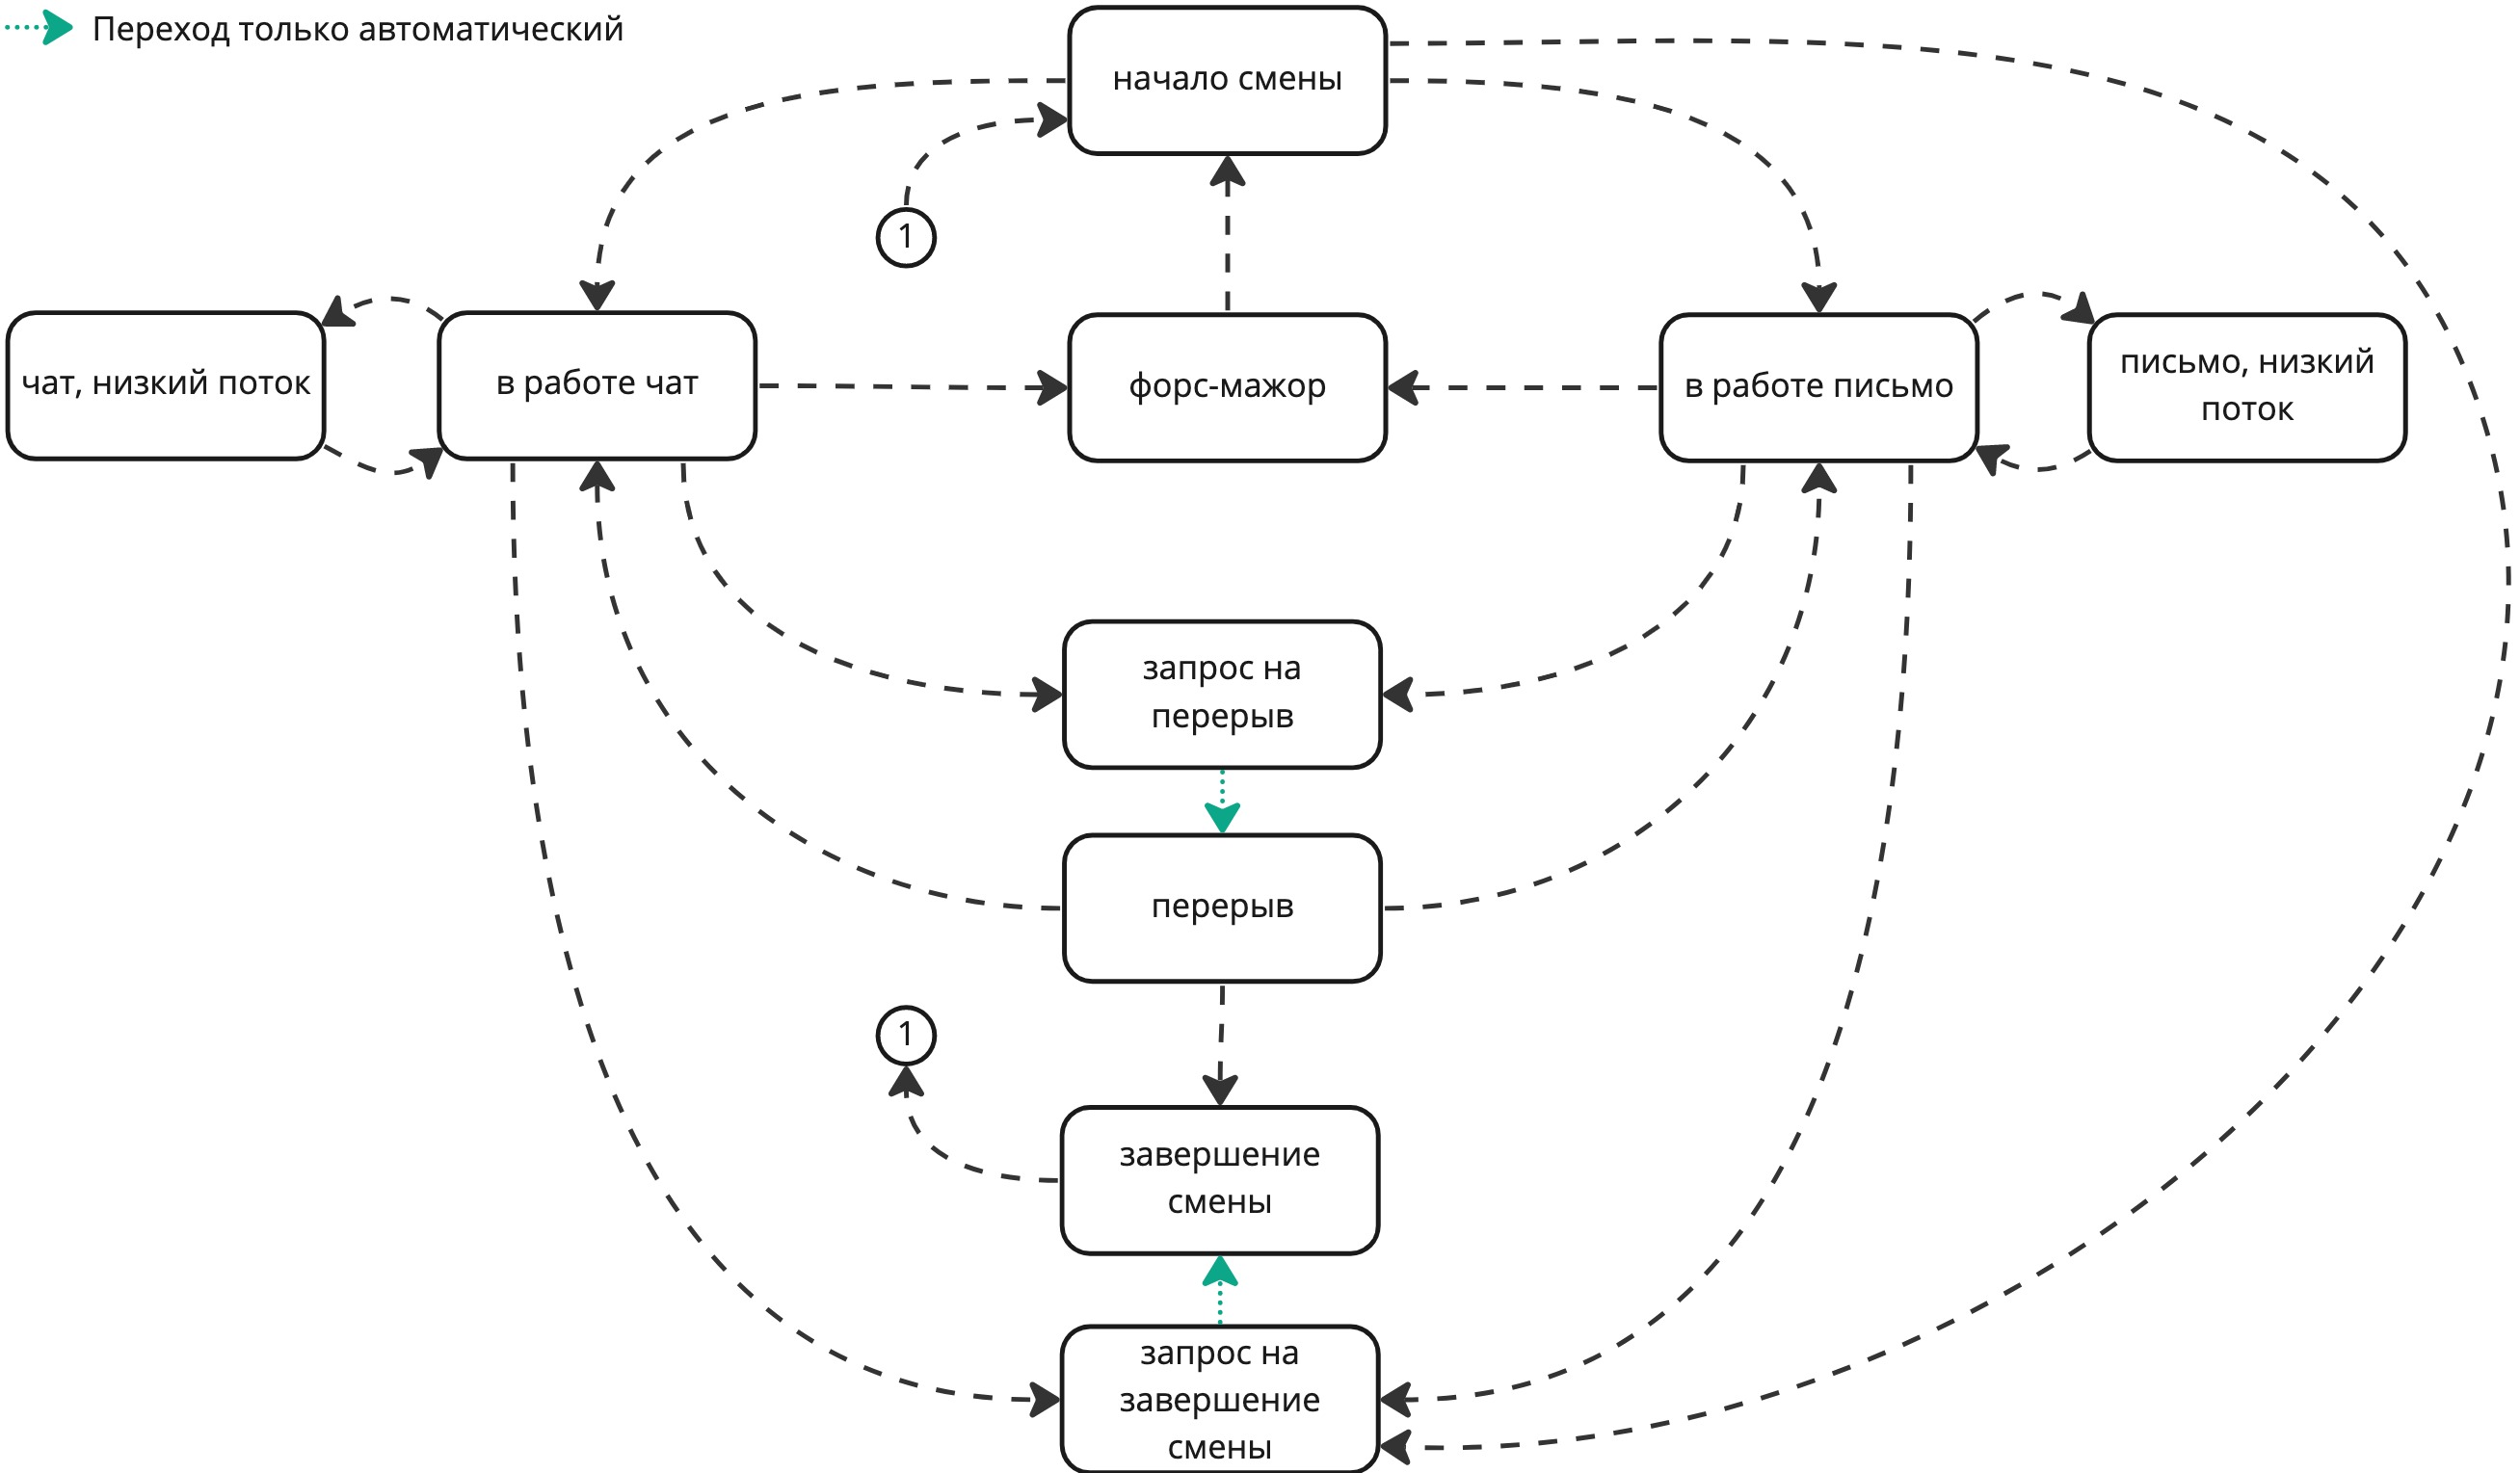 Переход только автоматический
начало смены
1
чат, низкий поток
в работе чат
форс-мажор
в работе письмо
письмо, низкий
поток
запрос на
перерыв
перерыв
1
завершение
смены
запрос на
завершение
смены